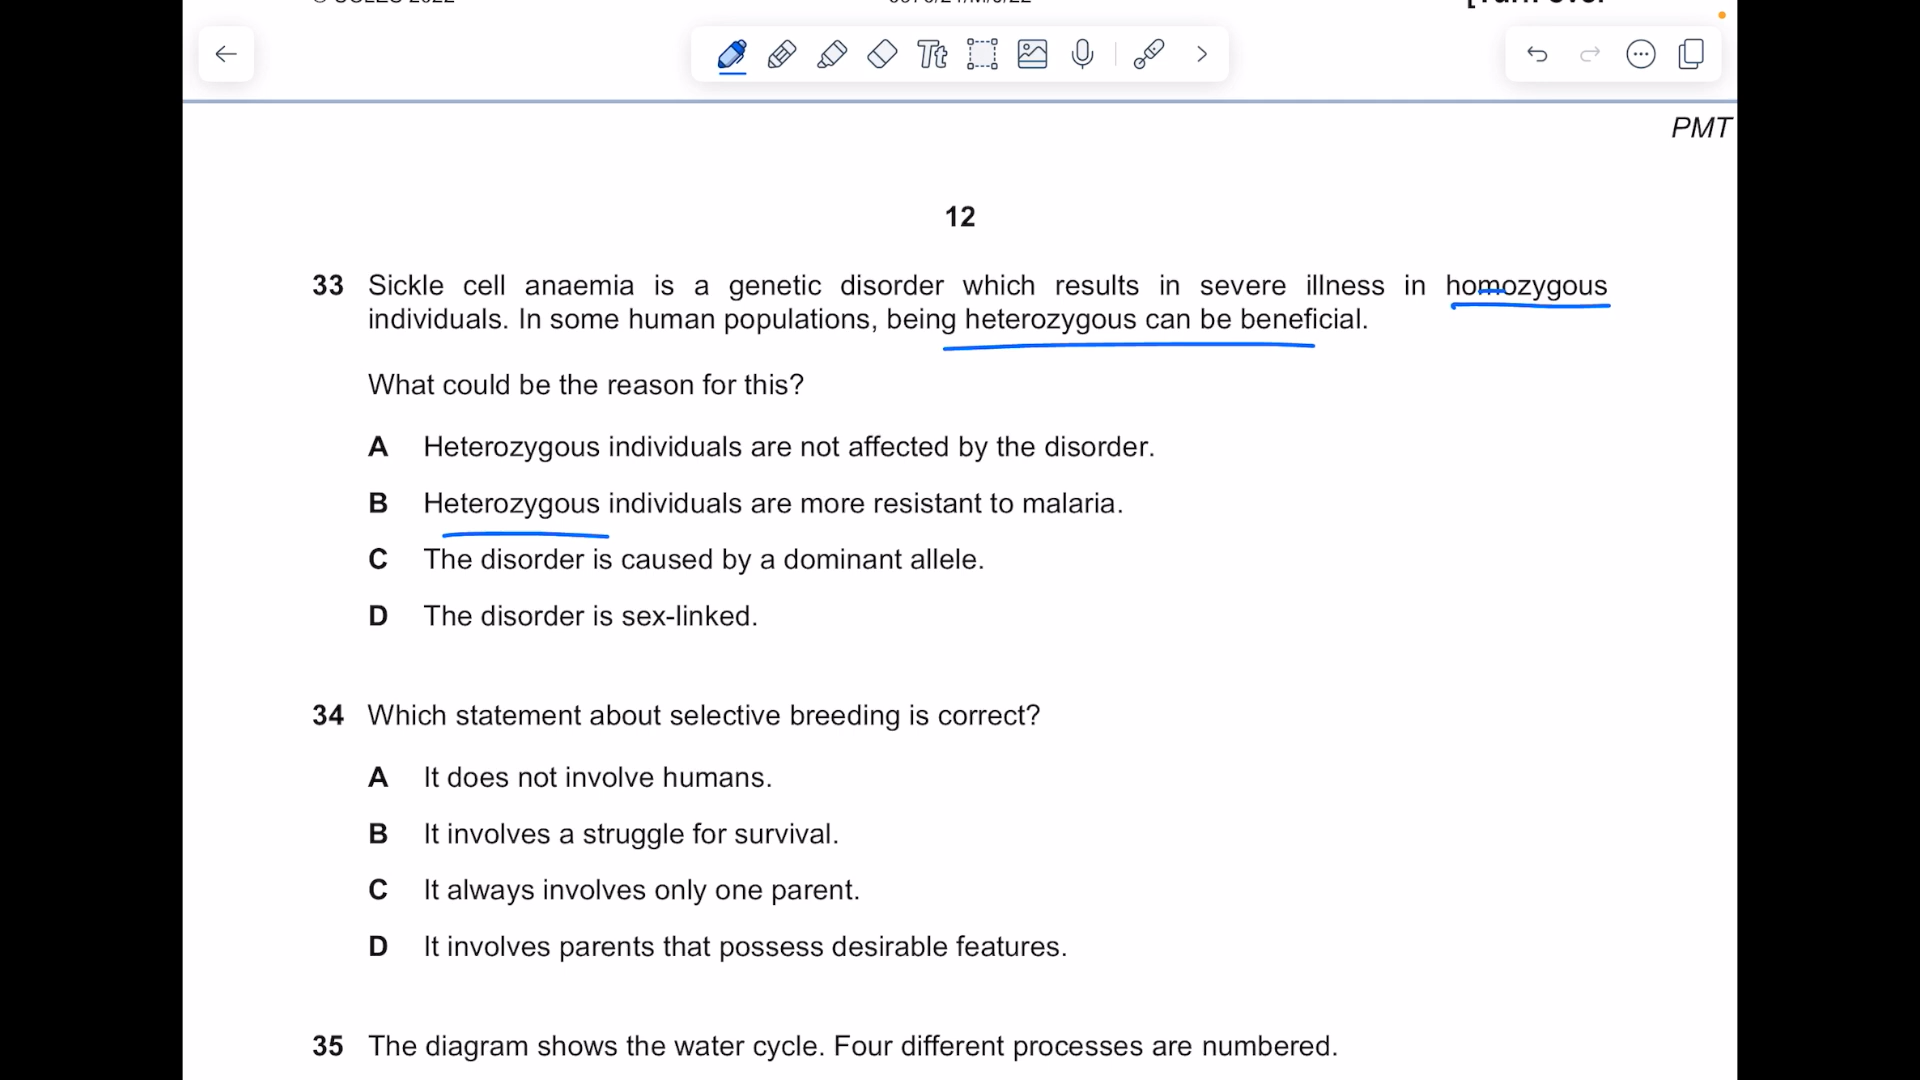 Tt
PMT
12
33 Sickle cell anaemia is a genetic disorder which results in severe illness in homozygous
individuals. In some human populations, being heterozygous can be beneficial.
What could be the reason for this?
A Heterozygous individuals are not affected by the disorder.
B Heterozygous individuals are more resistant to malaria.
C The disorder is caused by a dominant allele.
D The disorder is sex-linked.
34 Which statement about selective breeding is correct?
A It does not involve humans.
B It involves a struggle for survival.
C It always involves only one parent.
D It involves parents that possess desirable features.
35 The diagram shows the water cycle. Four different processes are numbered.